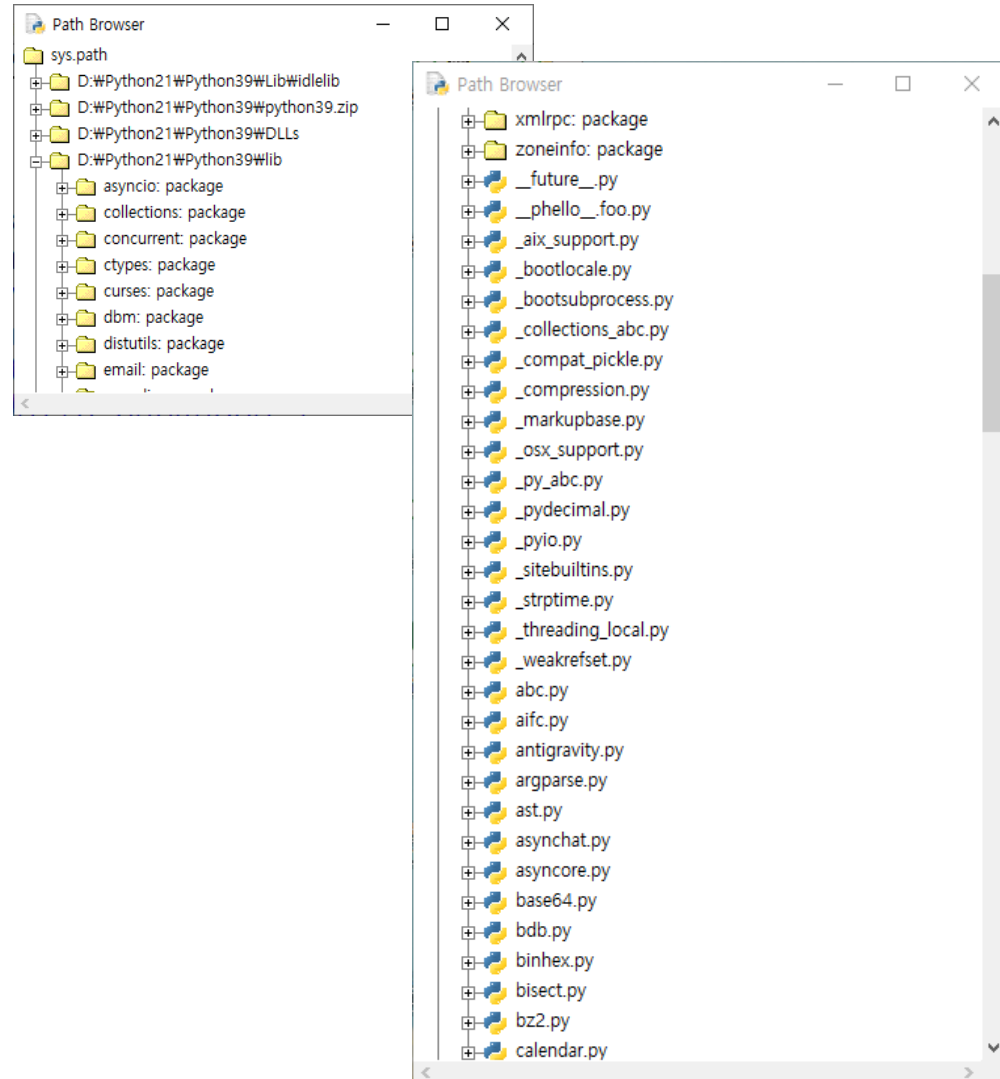 Path Browser
sys.path
D:₩Python21₩Python39₩Lib₩idlelib
D:₩Python21₩Python39₩python39.zip
D:₩Python21₩Python39₩DLLs
D:₩Python21₩Python39₩lib
asyncio: package
collections: package
concurrent: package
ctypes: package
curses: package
dbm: package
distutils: package
email: package
Path Browser
xmlrpc: package
zoneinfo: package
__future__.py
__phello__.foo.py
_aix_support.py
_bootlocale.py
_bootsubprocess.py
_collections_abc.py
_compat_pickle.py
_compression.py
_markupbase.py
_osx_support.py
_py_abc.py
_pydecimal.py
_pyio.py
_sitebuiltins.py
_strptime.py
_threading_local.py
_weakrefset.py
abc.py
aifc.py
antigravity.py
argparse.py
ast.py
asynchat.py
asyncore.py
base64.py
bdb.py
binhex.py
bisect.py
bz2.py
calendar.py